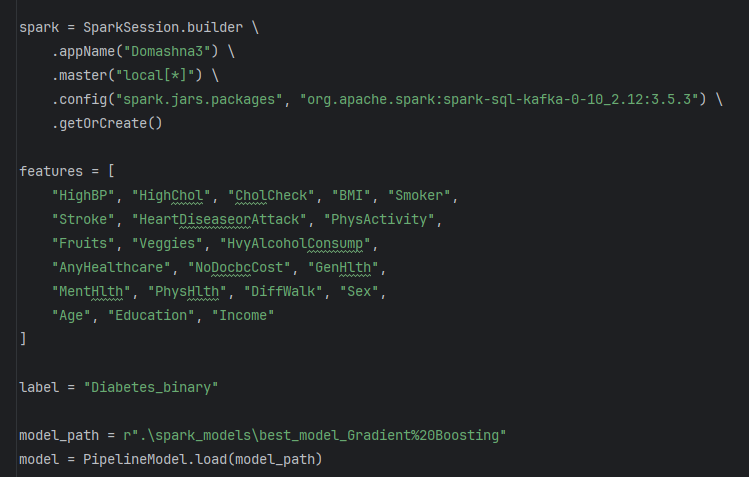 spark = SparkSession.builder \
    .appName("Domashna3") \
    .master("local[*]") \
    .config("spark.jars.packages", "org.apache.spark:spark-sql-kafka-0-10_2.12:3.5.3") \
    .getOrCreate()
features = [
    "HighBP", "HighChol", "CholCheck", "BMI", "Smoker",
    "Stroke", "HeartDiseaseorAttack", "PhysActivity",
    "Fruits", "Veggies", "HvyAlcoholConsump",
    "AnyHealthcare", "NoDocbcCost", "GenHlth",
    "MentHlth", "PhysHlth", "DiffWalk", "Sex",
    "Age", "Education", "Income"
]
label = "Diabetes_binary"
model_path = r".\spark_models\best_model_Gradient%20Boosting"
model = PipelineModel.load(model_path)